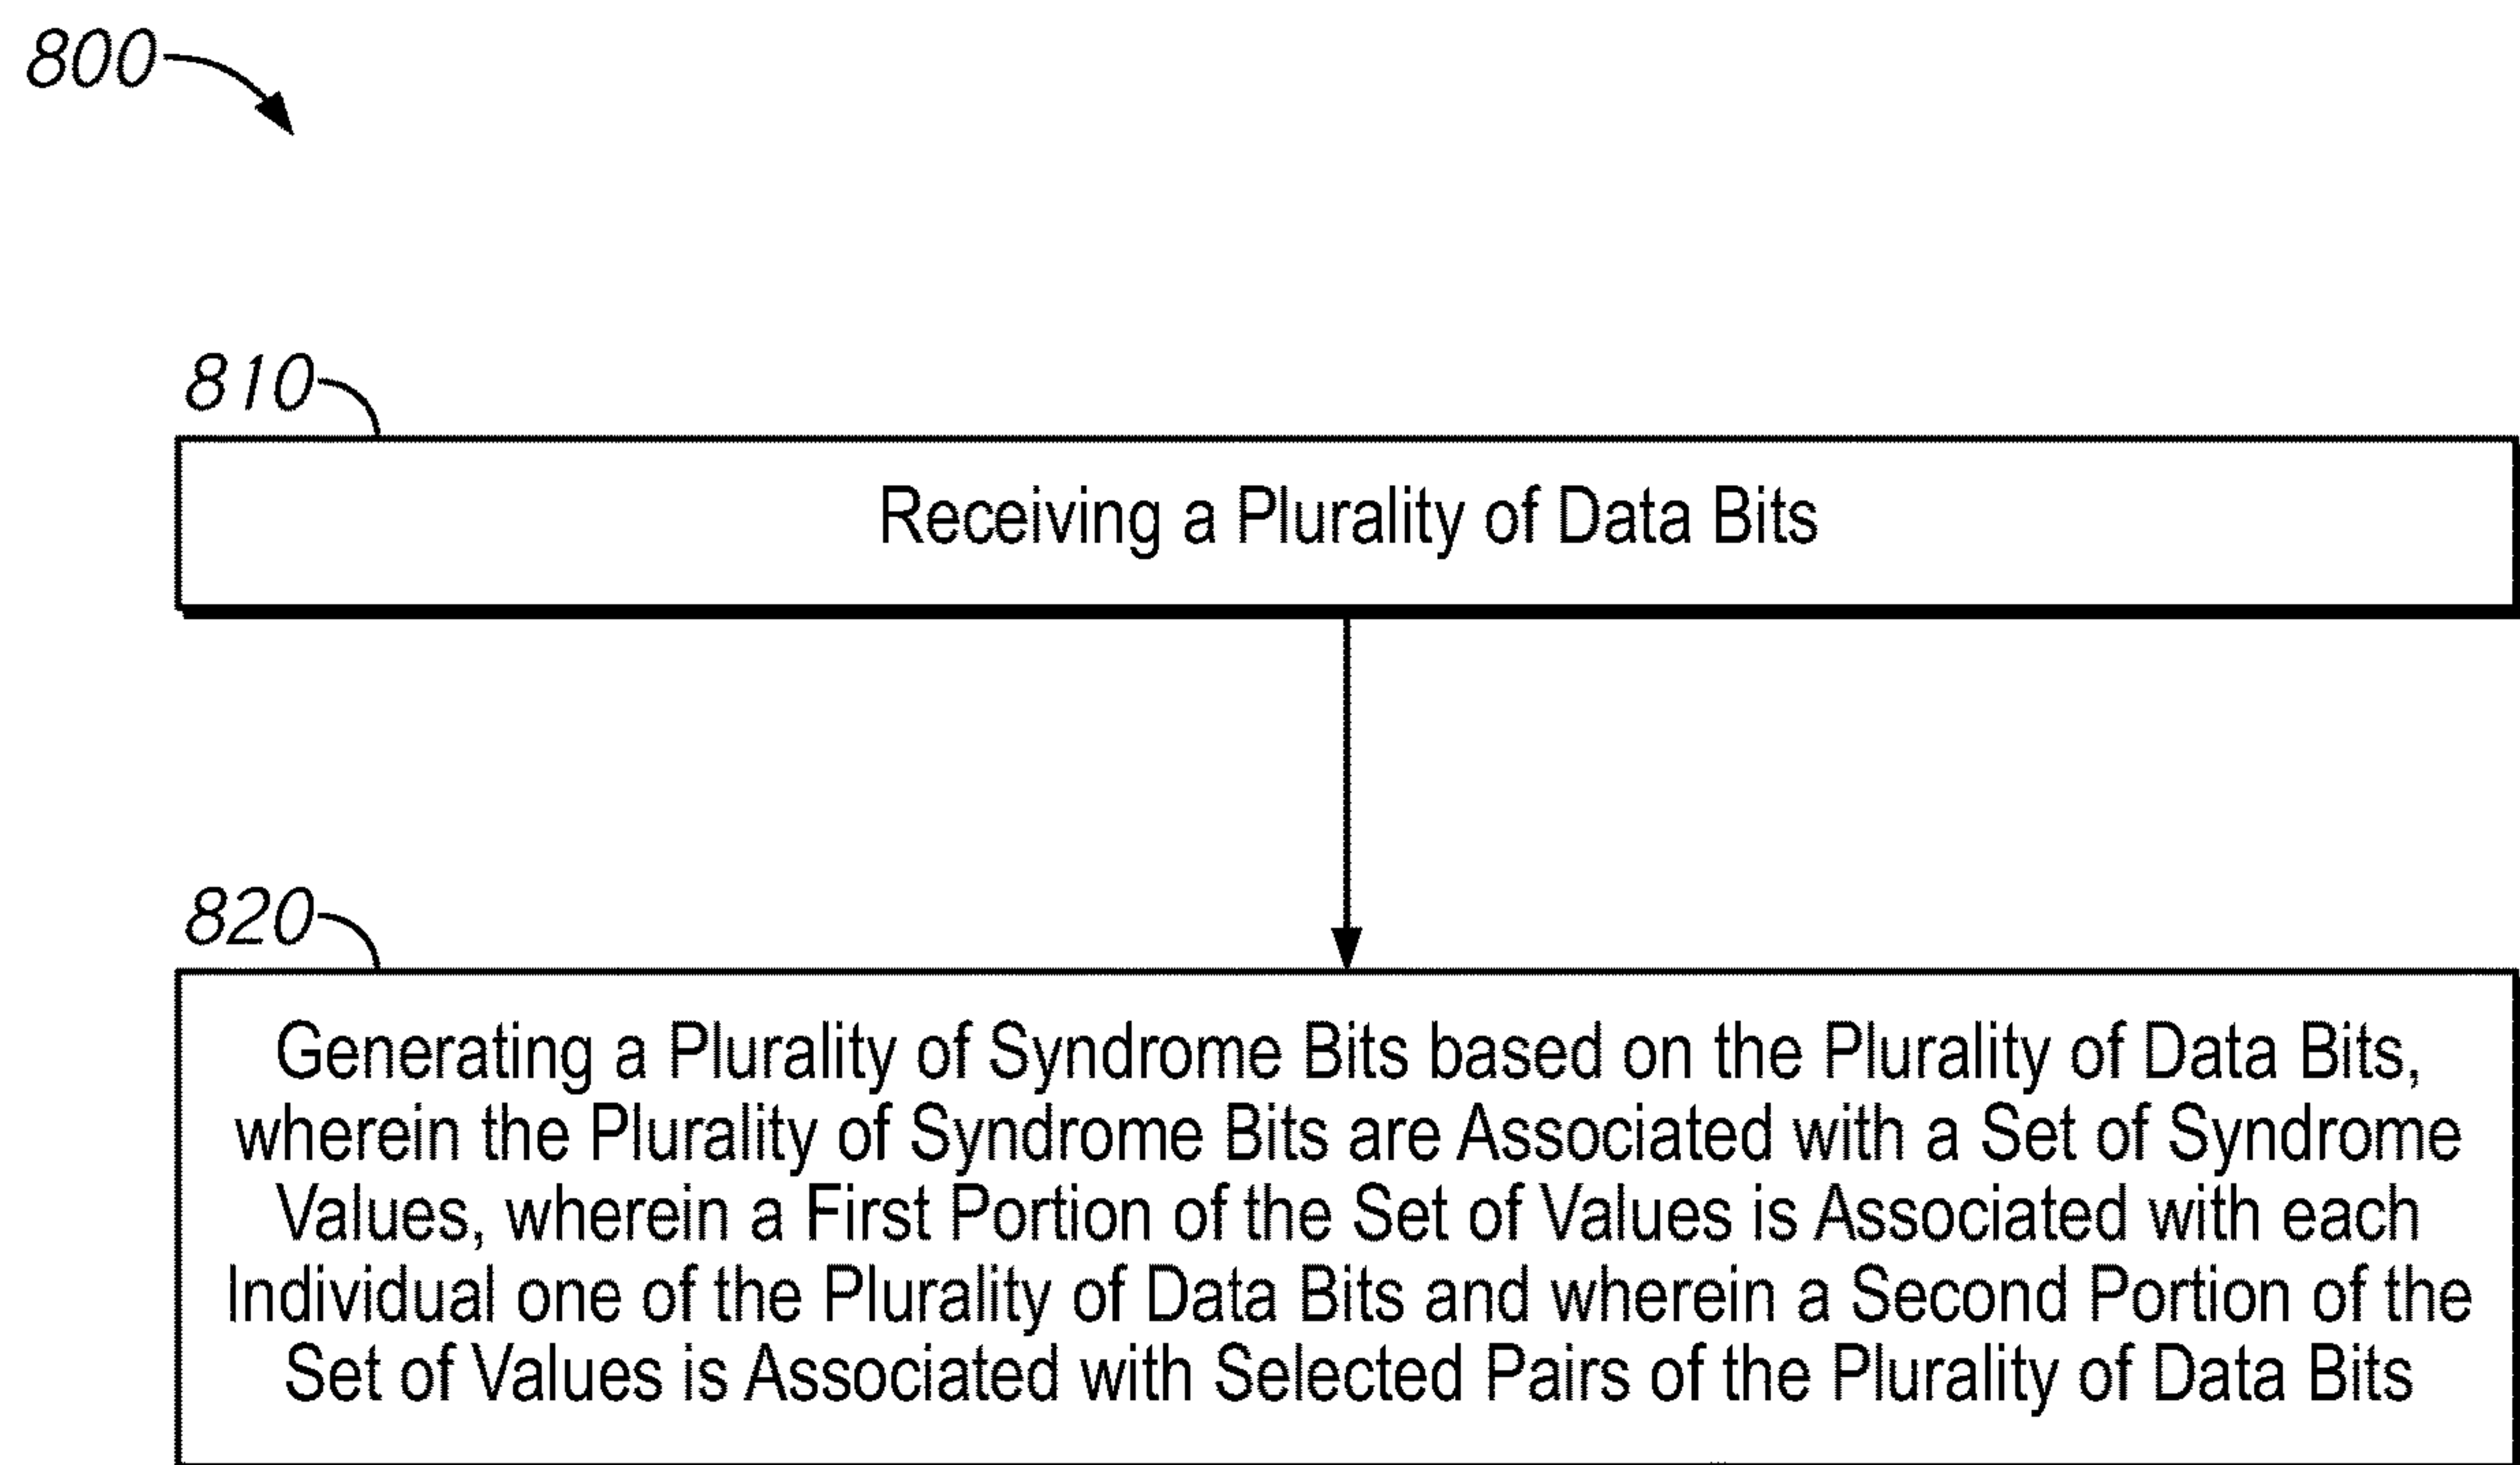 800
810
Receiving a Plurality of Data Bits
820
Generating a Plurality of Syndrome Bits based on the Plurality of Data Bits,
wherein the Plurality of Syndrome Bits are Associated with a Set of Syndrome
Values, wherein a First Portion of the Set of Values is Associated with each
Individual one of the Plurality of Data Bits and wherein a Second Portion of the
Set of Values is Associated with Selected Pairs of the Plurality of Data Bits